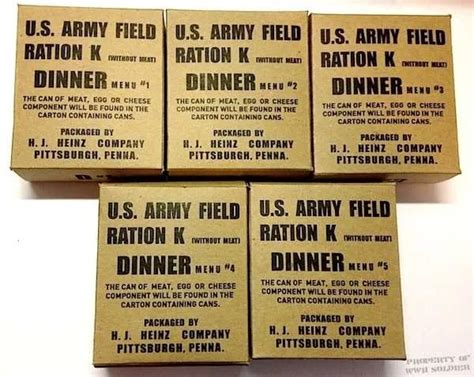 U.S. ARMY FIELD
RATION K (WITHOUT MEAT)
DINNER MENU #1
THE CAN OF MEAT, EGG OR CHEESE
COMPONENT WILL BE FOUND IN THE
CARTON CONTAINING CANS.
PACKAGED BY
H. J. HEINZ COMPANY
PITTSBURGH, PENNA.
U.S. ARMY FIELD
RATION K (WITHOUT MEAT)
DINNER MENU #2
THE CAN OF MEAT, EGG OR CHEESE
COMPONENT WILL BE FOUND IN THE
CARTON CONTAINING CANS.
PACKAGED BY
H. J. HEINZ COMPANY
PITTSBURGH, PENNA.
U.S. ARMY FIELD
RATION K (WITHOUT MEAT)
DINNER MENU #3
THE CAN OF MEAT, EGG OR CHEESE
COMPONENT WILL BE FOUND IN THE
CARTON CONTAINING CANS.
PACKAGED BY
H. J. HEINZ COMPANY
PITTSBURGH, PENNA.
U.S. ARMY FIELD
RATION K (WITHOUT MEAT)
DINNER MENU #4
THE CAN OF MEAT, EGG OR CHEESE
COMPONENT WILL BE FOUND IN THE
CARTON CONTAINING CANS.
PACKAGED BY
H. J. HEINZ COMPANY
PITTSBURGH, PENNA.
U.S. ARMY FIELD
RATION K (WITHOUT MEAT)
DINNER MENU #5
THE CAN OF MEAT, EGG OR CHEESE
COMPONENT WILL BE FOUND IN THE
CARTON CONTAINING CANS.
PACKAGED BY
H. J. HEINZ COMPANY
PITTSBURGH, PENNA.
PROPERTY OF
WWII SOLDIER